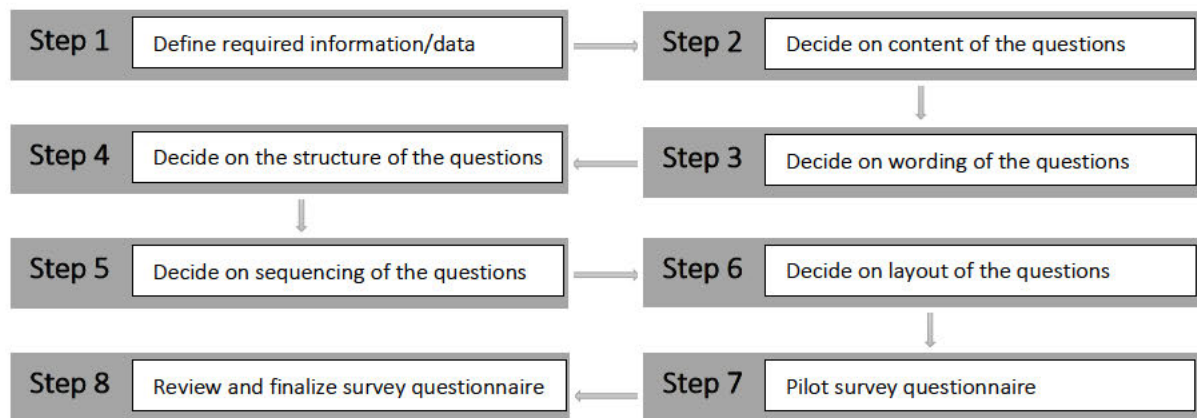 Step 1 Define required information/data
Step 2 Decide on content of the questions
Step 3 Decide on wording of the questions
Step 4 Decide on the structure of the questions
Step 5 Decide on sequencing of the questions
Step 6 Decide on layout of the questions
Step 7 Pilot survey questionnaire
Step 8 Review and finalize survey questionnaire